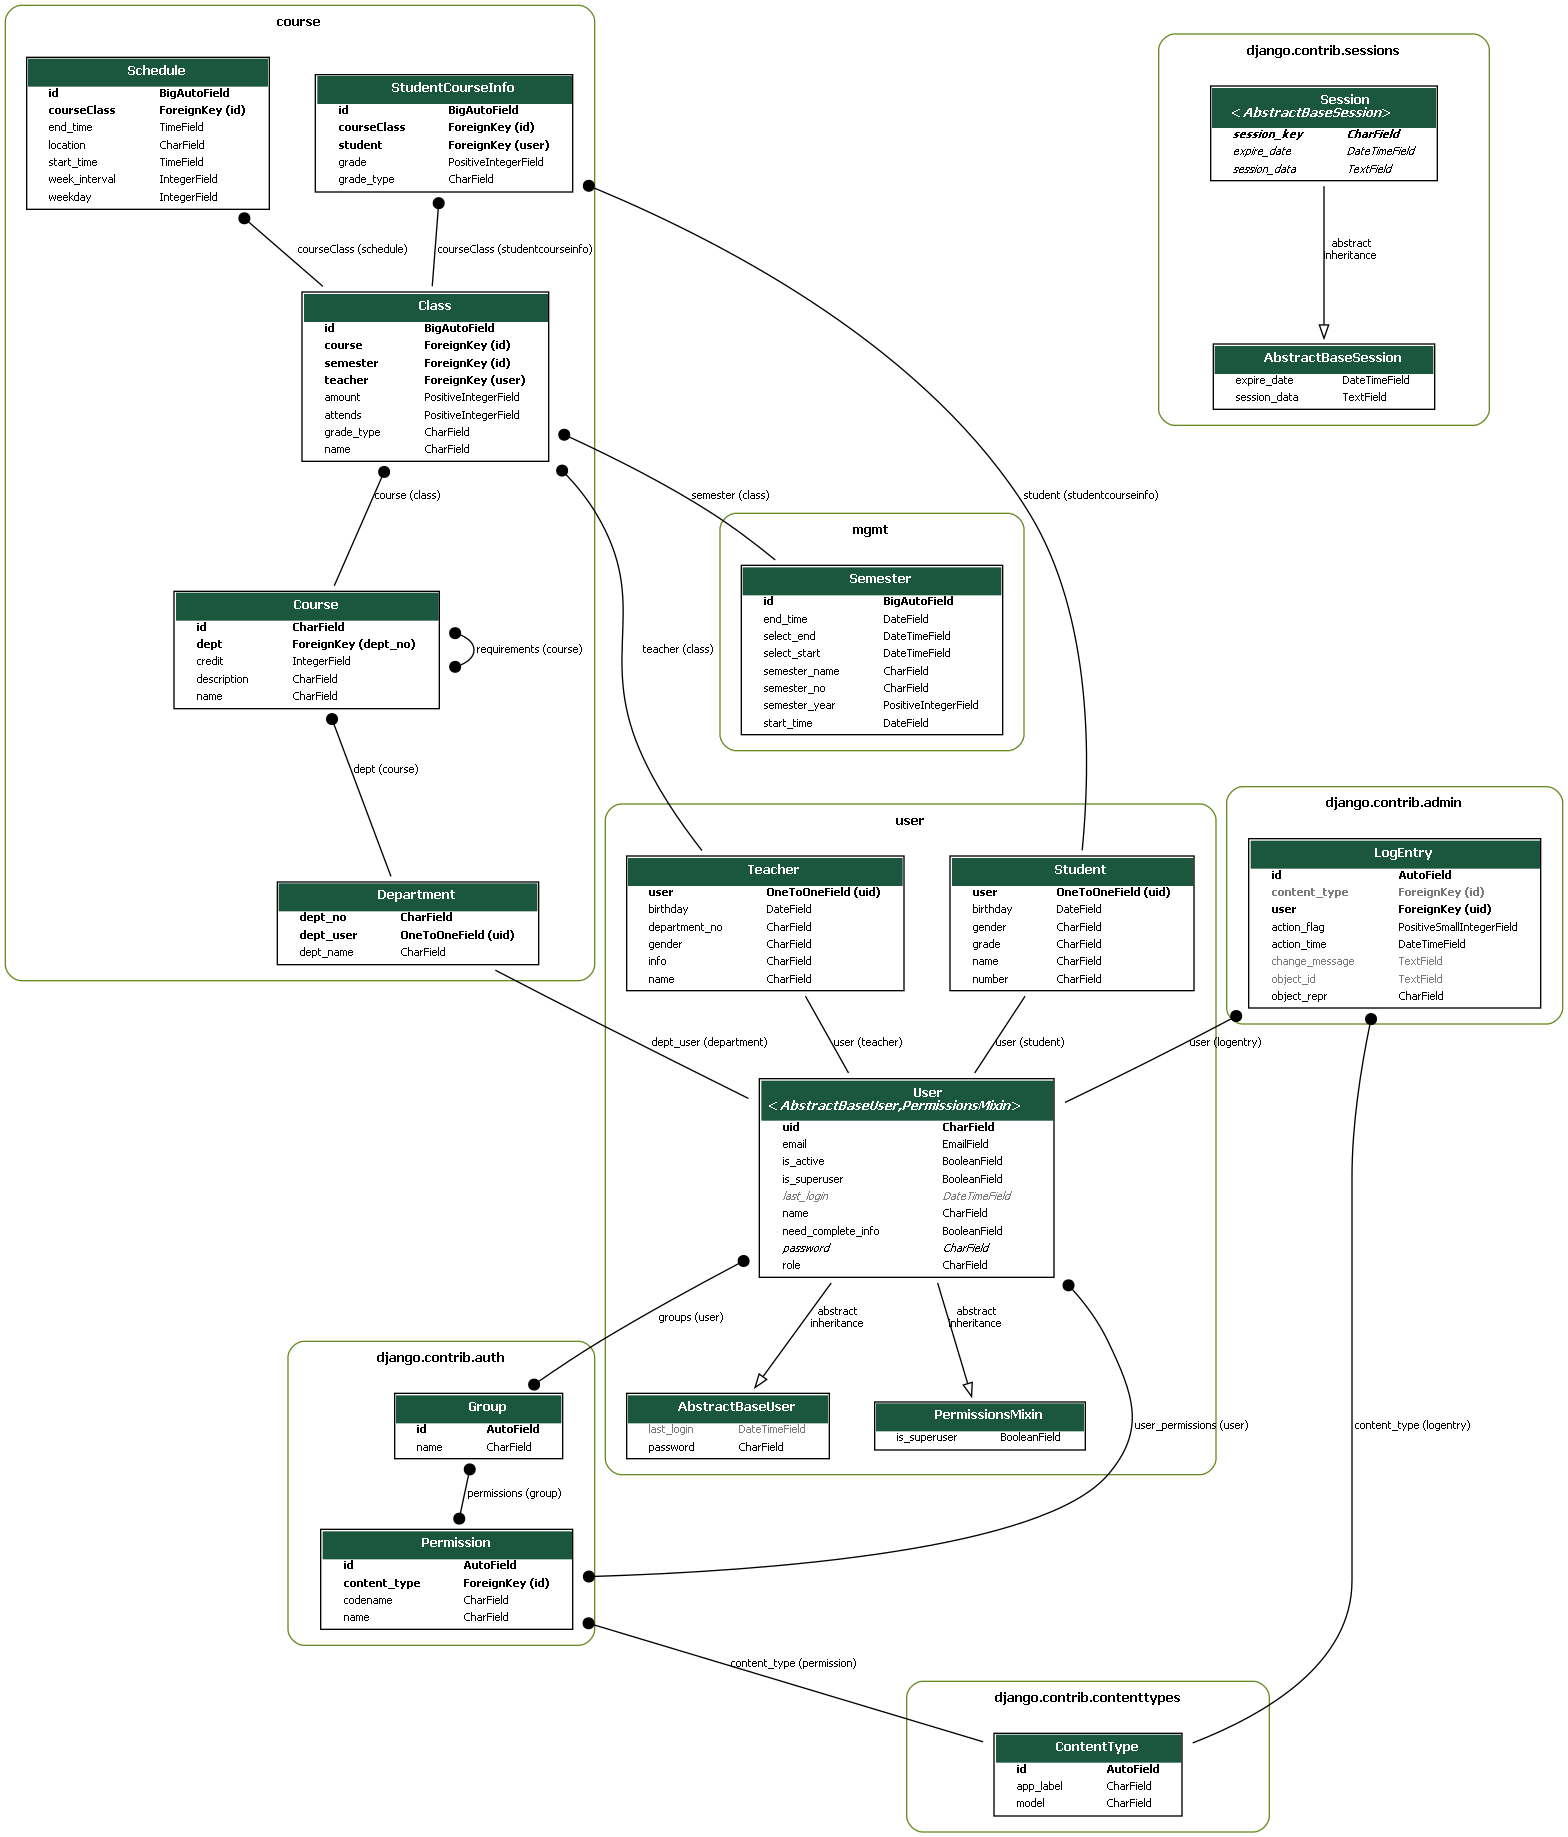 course
Schedule
id BigAutoField
courseClass ForeignKey (id)
end_time TimeField
location CharField
start_time TimeField
week_interval IntegerField
weekday IntegerField
StudentCourseInfo
id BigAutoField
courseClass ForeignKey (id)
student ForeignKey (user)
grade PositiveIntegerField
grade_type CharField
courseClass (schedule)
courseClass (studentcourseinfo)
Class
id BigAutoField
course ForeignKey (id)
semester ForeignKey (id)
teacher ForeignKey (user)
amount PositiveIntegerField
attends PositiveIntegerField
grade_type CharField
name CharField
course (class)
Course
id CharField
dept ForeignKey (dept_no)
credit IntegerField
description CharField
name CharField
requirements (course)
dept (course)
Department
dept_no CharField
dept_user OneToOneField (uid)
dept_name CharField
django.contrib.sessions
Session
< AbstractBaseSession>
session_key CharField
expire_date DateTimeField
session_data TextField
abstract
inheritance
AbstractBaseSession
expire_date DateTimeField
session_data TextField
semester (class)
student (studentcourseinfo)
teacher (class)
mgmt
Semester
id BigAutoField
end_time DateField
select_end DateTimeField
select_start DateTimeField
semester_name CharField
semester_no CharField
semester_year PositiveIntegerField
start_time DateField
user
Teacher
user OneToOneField (uid)
birthday DateField
department_no CharField
gender CharField
info CharField
name CharField
Student
user OneToOneField (uid)
birthday DateField
gender CharField
grade CharField
name CharField
number CharField
django.contrib.admin
LogEntry
id AutoField
content_type ForeignKey (id)
user ForeignKey (uid)
action_flag PositiveSmallIntegerField
action_time DateTimeField
change_message TextField
object_id TextField
object_repr CharField
dept_user (department)
user (teacher)
user (student)
user (logentry)
User
< AbstractBaseUser,PermissionsMixin>
uid CharField
email EmailField
is_active BooleanField
is_superuser BooleanField
last_login DateTimeField
name CharField
need_complete_info BooleanField
password CharField
role CharField
groups (user)
abstract
inheritance
abstract
inheritance
AbstractBaseUser
last_login DateTimeField
password CharField
PermissionsMixin
is_superuser BooleanField
user_permissions (user)
content_type (logentry)
django.contrib.auth
Group
id AutoField
name CharField
permissions (group)
Permission
id AutoField
content_type ForeignKey (id)
codename CharField
name CharField
content_type (permission)
django.contrib.contenttypes
ContentType
id AutoField
app_label CharField
model CharField